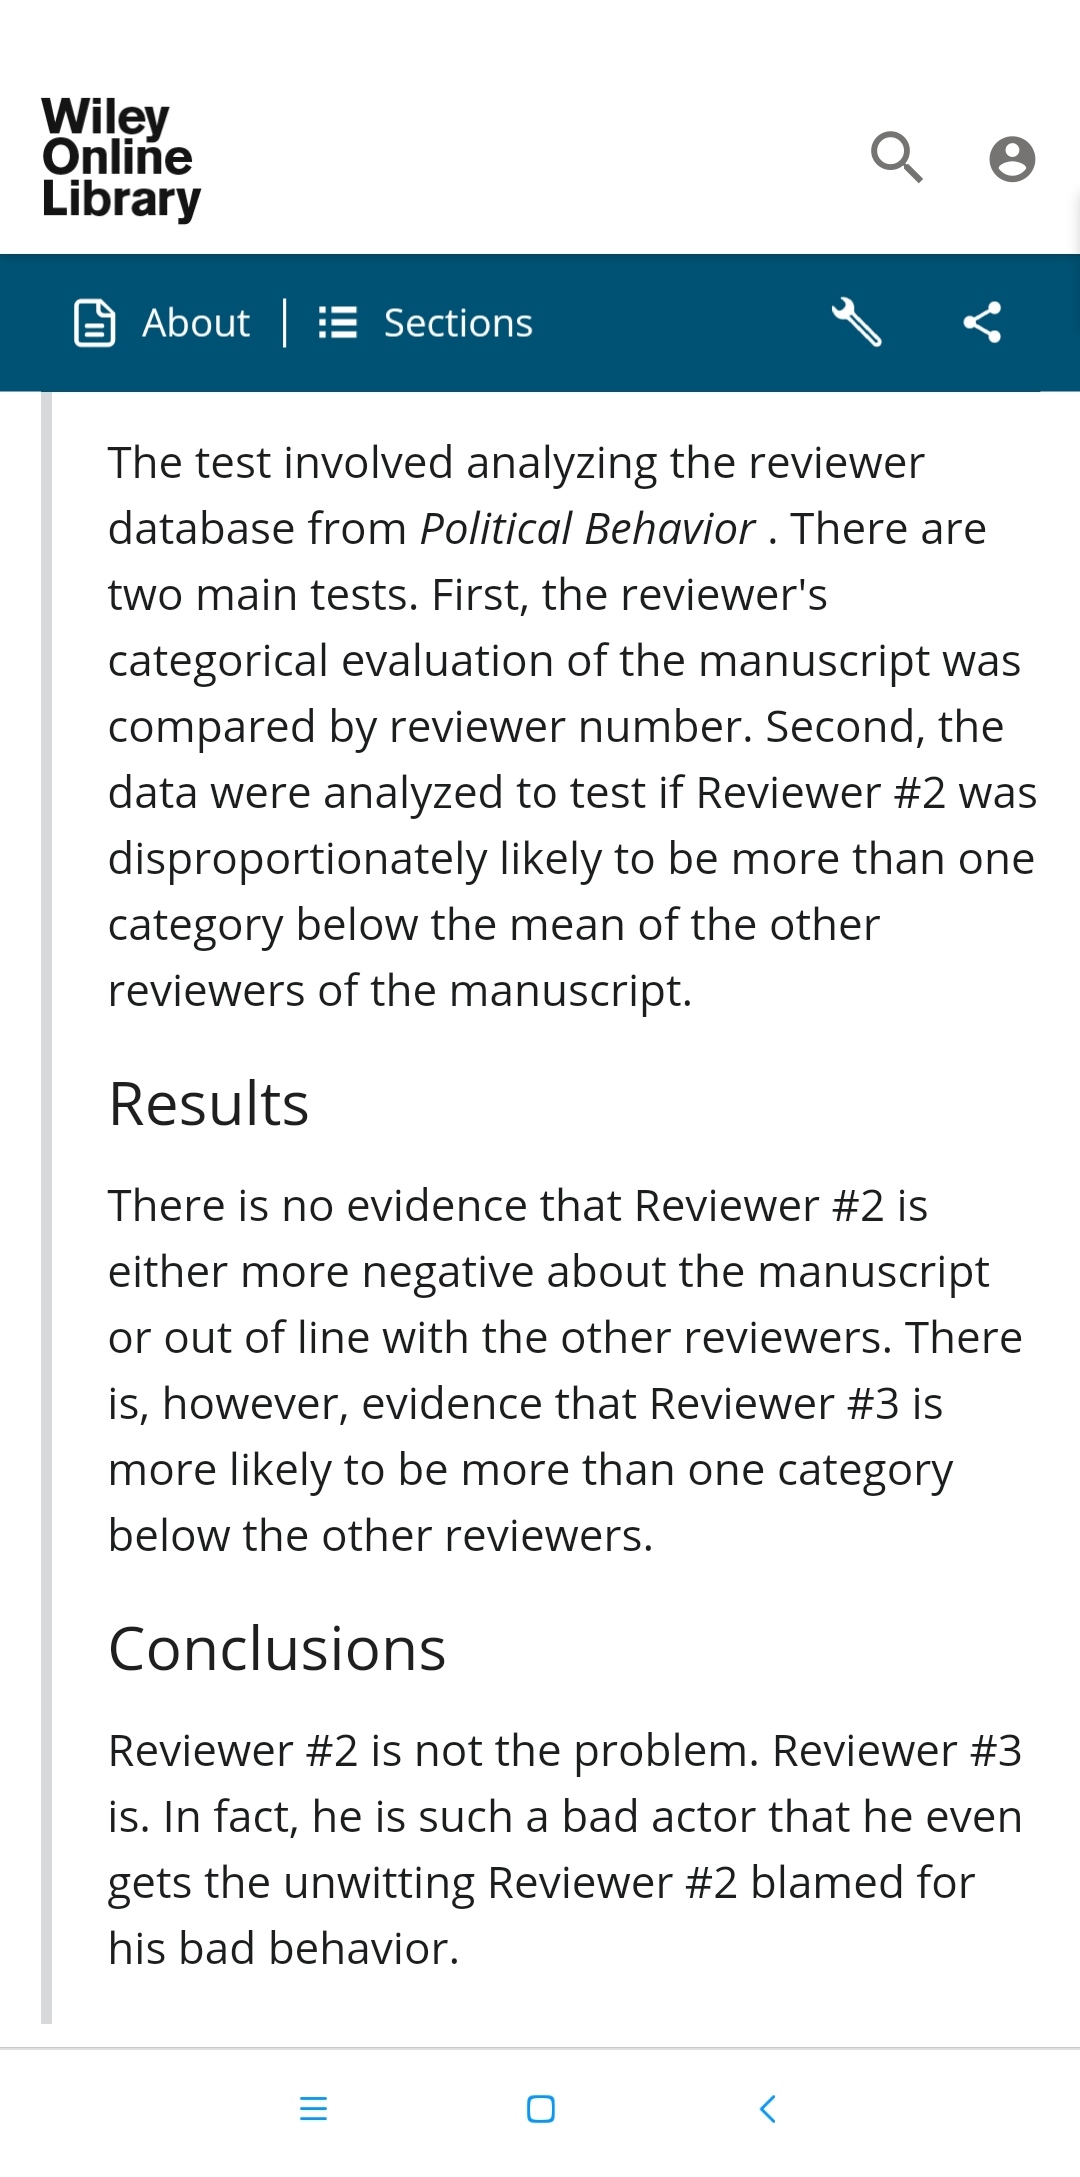 Wiley
Online
Library
About | Sections
The test involved analyzing the reviewer
database from Political Behavior . There are
two main tests. First, the reviewer's
categorical evaluation of the manuscript was
compared by reviewer number. Second, the
data were analyzed to test if Reviewer #2 was
disproportionately likely to be more than one
category below the mean of the other
reviewers of the manuscript.
Results
There is no evidence that Reviewer #2 is
either more negative about the manuscript
or out of line with the other reviewers. There
is, however, evidence that Reviewer #3 is
more likely to be more than one category
below the other reviewers.
Conclusions
Reviewer #2 is not the problem. Reviewer #3
is. In fact, he is such a bad actor that he even
gets the unwitting Reviewer #2 blamed for
his bad behavior.